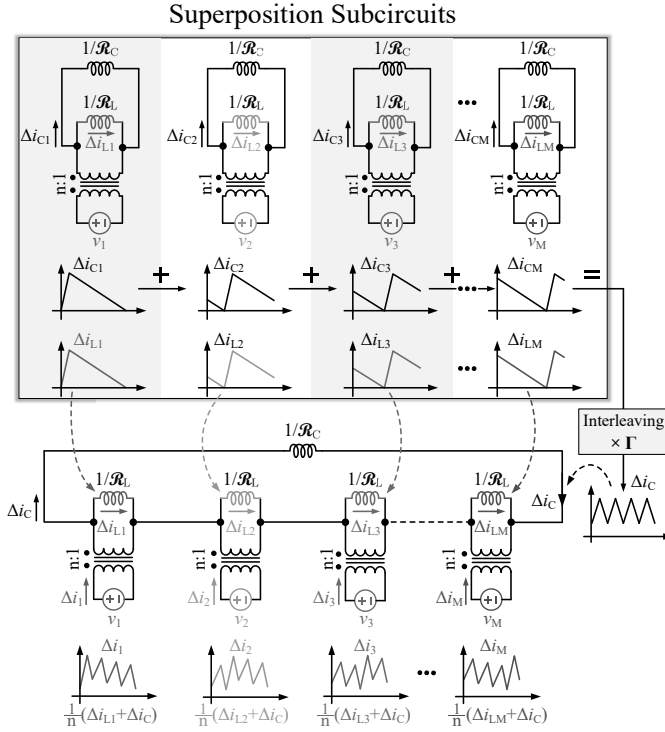 Superposition Subcircuits
1/𝓡C 1/𝓡C 1/𝓡C 1/𝓡C
1/𝓡L 1/𝓡L 1/𝓡L ••• 1/𝓡L
ΔiC1 ΔiC2 ΔiC3 ΔiCM
ΔiL1 ΔiL2 ΔiL3 ΔiLM
n:1 n:1 n:1 n:1
+ı + ı + ı + ı
v1 v2 v3 vM
ΔiC1 + ΔiC2 + ΔiC3 + ••• ΔiCM =
ΔiL1 ΔiL2 ΔiL3 ••• ΔiLM
Interleaving
× Γ
1/𝓡C
1/𝓡L 1/𝓡L 1/𝓡L 1/𝓡L
ΔiC ΔiC ΔiC
ΔiL1 ΔiL2 ΔiL3 ΔiLM
n:1 n:1 n:1 n:1
Δi1 Δi2 Δi3 ΔiM
+ı + ı + ı + ı
v1 v2 v3 vM
Δi1 Δi2 Δi3 ••• ΔiM
1/n(ΔiL1+ΔiC) 1/n(ΔiL2+ΔiC) 1/n(ΔiL3+ΔiC) 1/n(ΔiLM+ΔiC)